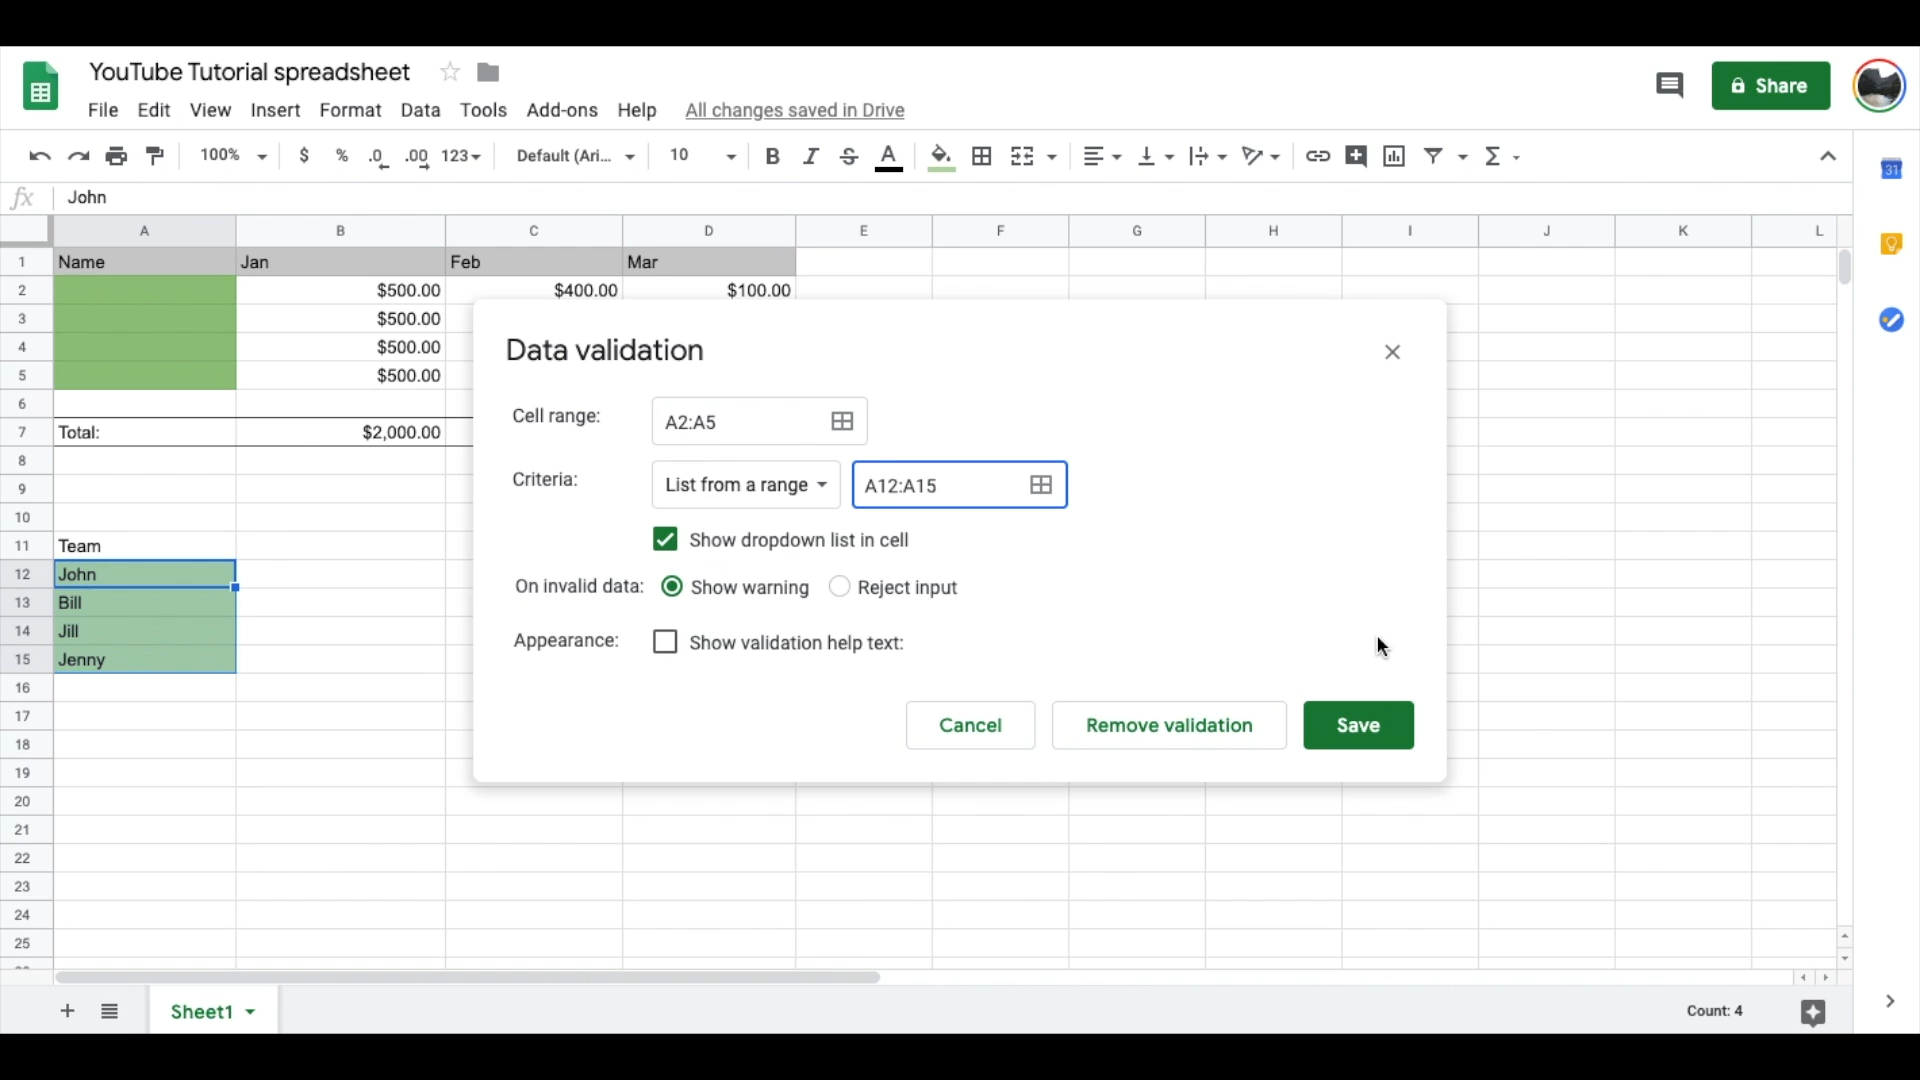 YouTube Tutorial spreadsheet
File Edit View Insert Format Data Tools Add-ons Help All changes saved in Drive
Share
100% $ % .0 .00 123 Default (Ari... 10 B I S A Σ
31
fx John
A B C D E F G H I J K L
1 Name Jan Feb Mar
2 $500.00 $400.00 $100.00
3 $500.00
4 $500.00
5 $500.00
6
7 Total: $2,000.00
8
9
10
11 Team
12 John
13 Bill
14 Jill
15 Jenny
16
17
18
19
20
21
22
23
24
25
Data validation
Cell range: A2:A5
Criteria: List from a range A12:A15
Show dropdown list in cell
On invalid data: Show warning Reject input
Appearance: Show validation help text:
Cancel Remove validation Save
Sheet1 Count: 4